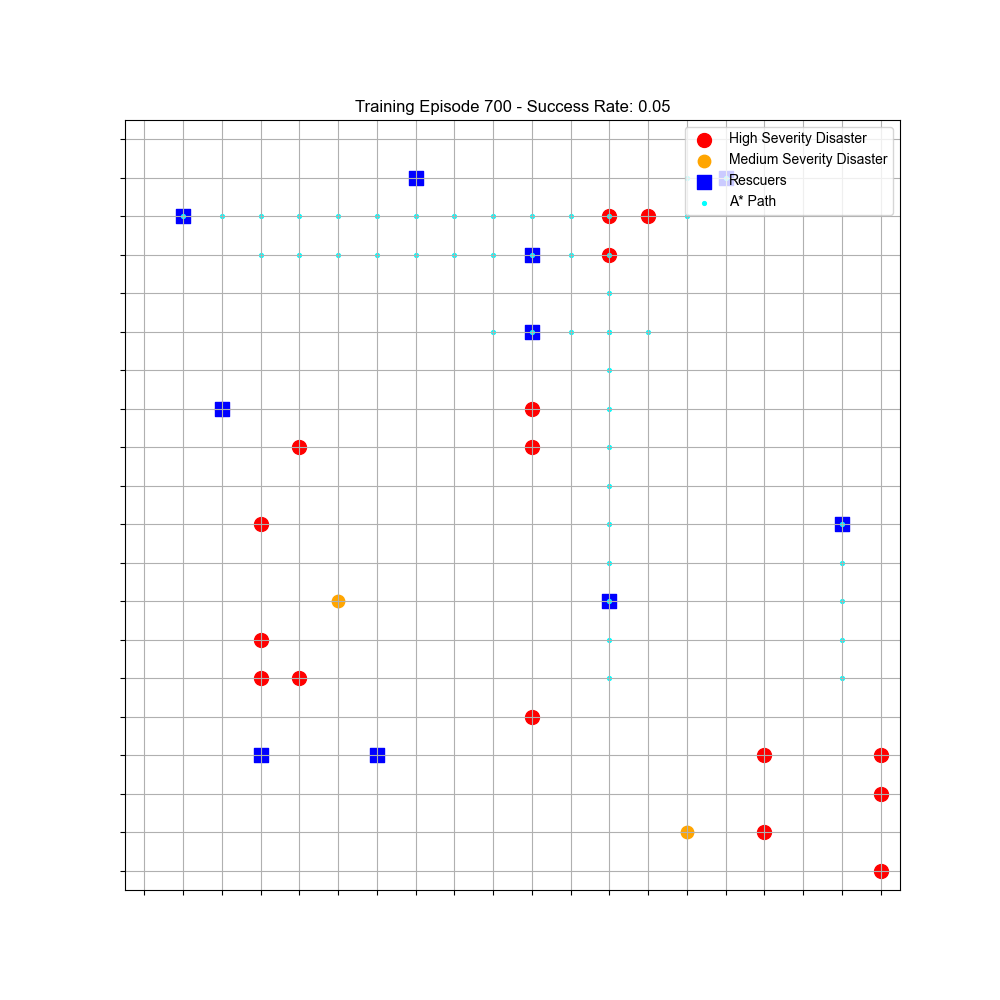 Training Episode 700 - Success Rate: 0.05
High Severity Disaster
Medium Severity Disaster
Rescuers
A* Path